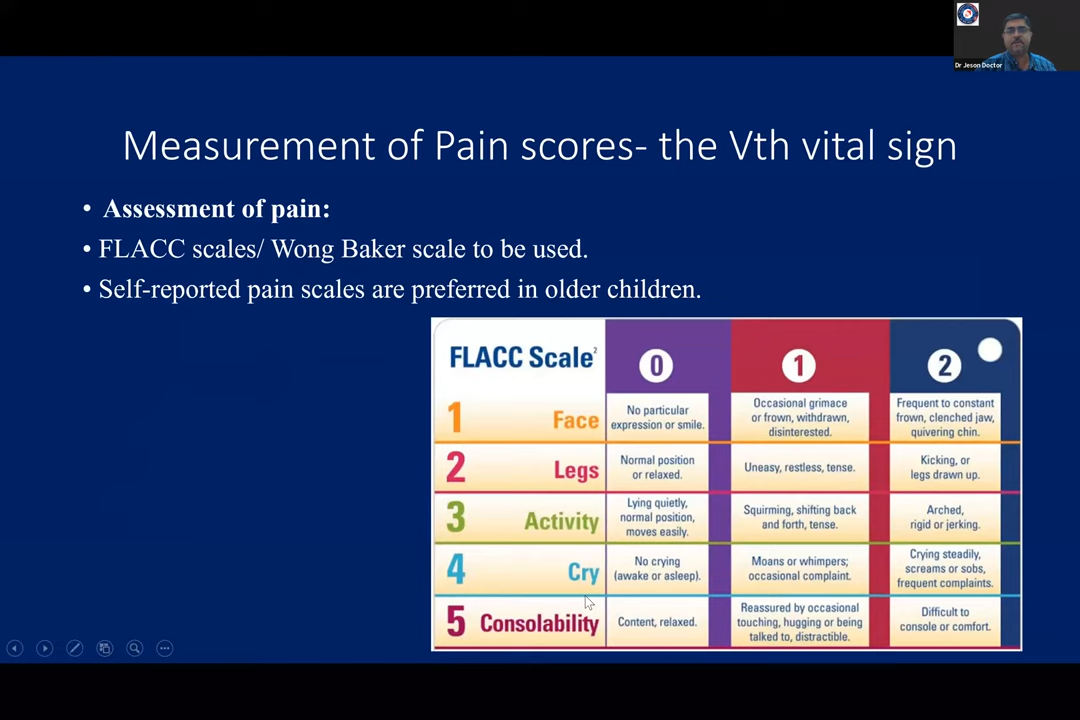 Dr Jeson Doctor
Measurement of Pain scores- the Vth vital sign
• Assessment of pain:
• FLACC scales/ Wong Baker scale to be used.
• Self-reported pain scales are preferred in older children.
FLACC Scale²
0
1
2
1 Face
No particular
expression or smile.
Occasional grimace
or frown, withdrawn,
disinterested.
Frequent to constant
frown, clenched jaw,
quivering chin.
2 Legs
Normal position
or relaxed.
Uneasy, restless, tense.
Kicking, or
legs drawn up.
3 Activity
Lying quietly,
normal position,
moves easily.
Squirming, shifting back
and forth, tense.
Arched,
rigid or jerking.
4 Cry
No crying
(awake or asleep).
Moans or whimpers;
occasional complaint.
Crying steadily,
screams or sobs,
frequent complaints.
5 Consolability
Content, relaxed.
Reassured by occasional
touching, hugging or being
talked to, distractible.
Difficult to
console or comfort.